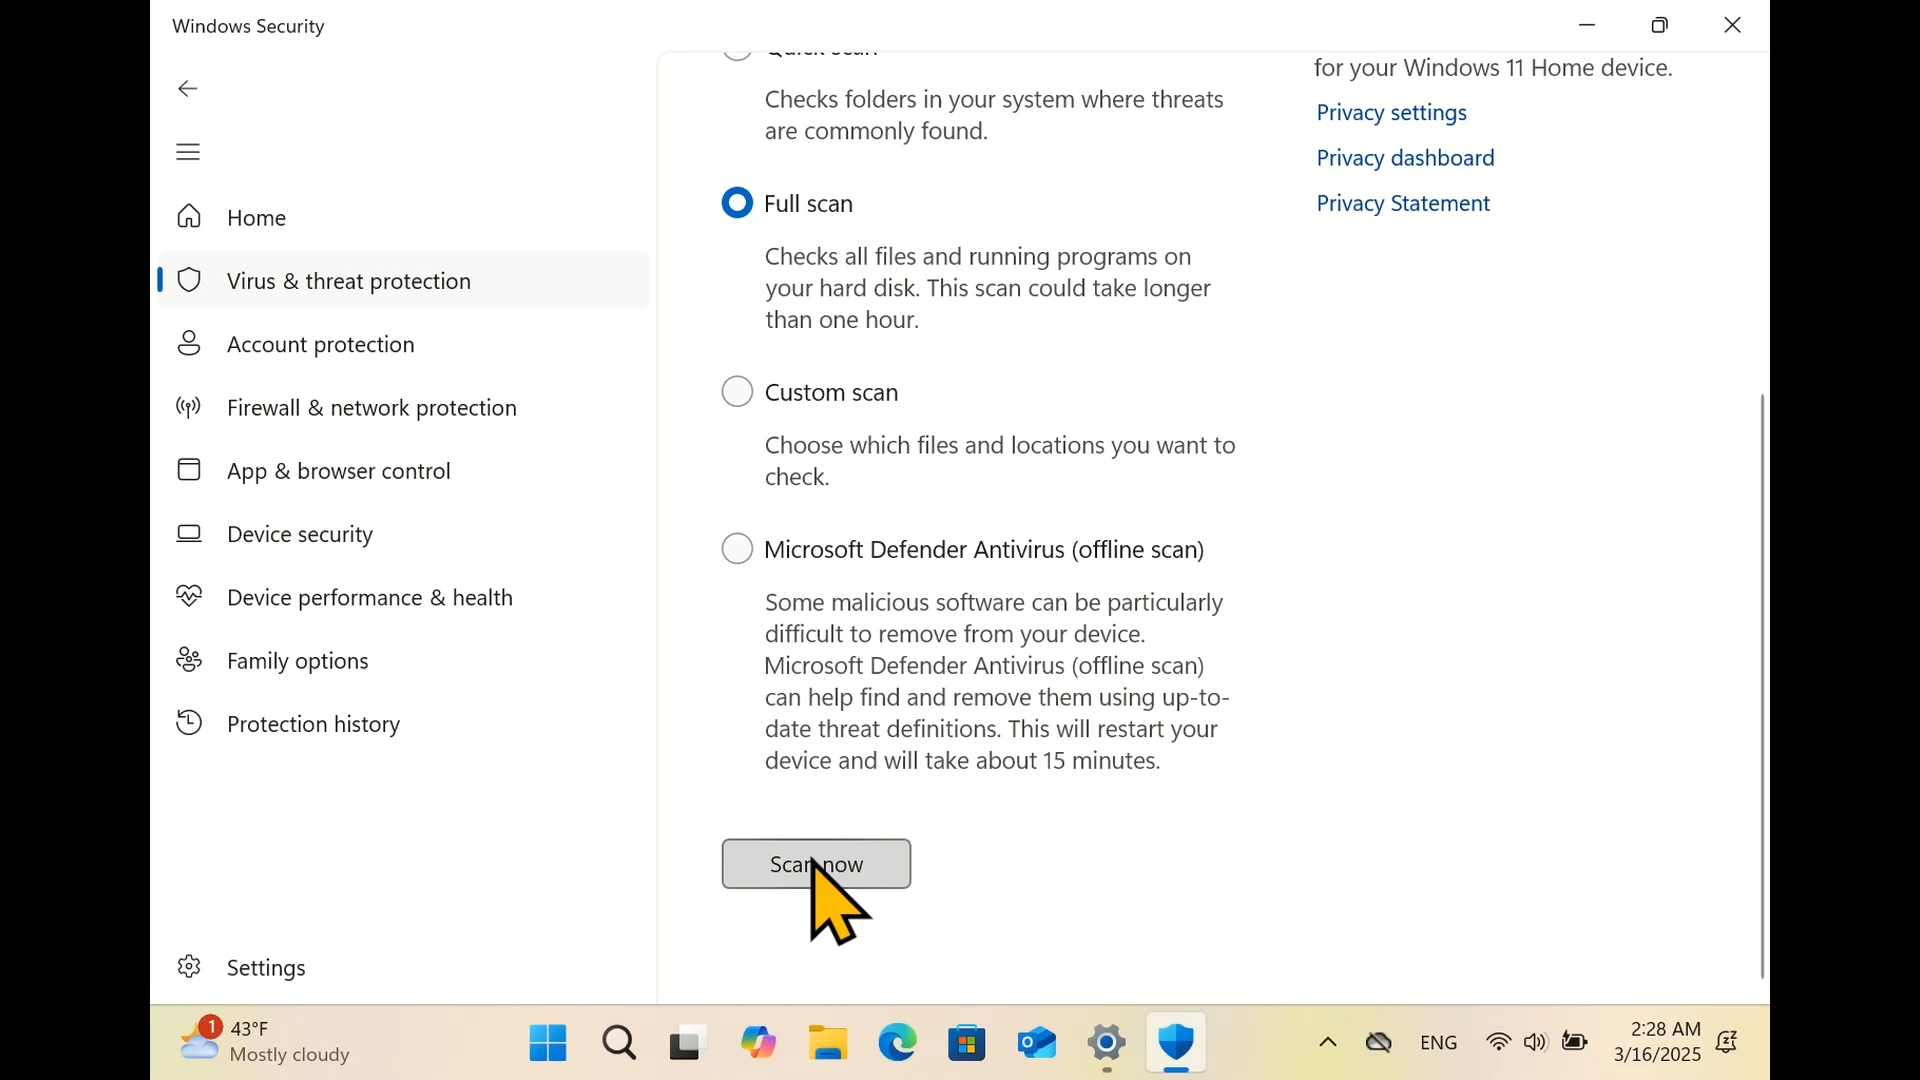 Windows Security
Home
Virus & threat protection
Account protection
Firewall & network protection
App & browser control
Device security
Device performance & health
Family options
Protection history
Settings
Quick scan
Checks folders in your system where threats
are commonly found.
Full scan
Checks all files and running programs on
your hard disk. This scan could take longer
than one hour.
Custom scan
Choose which files and locations you want to
check.
Microsoft Defender Antivirus (offline scan)
Some malicious software can be particularly
difficult to remove from your device.
Microsoft Defender Antivirus (offline scan)
can help find and remove them using up-to-
date threat definitions. This will restart your
device and will take about 15 minutes.
Scan now
for your Windows 11 Home device.
Privacy settings
Privacy dashboard
Privacy Statement
1
43°F
Mostly cloudy
ENG
2:28 AM
3/16/2025